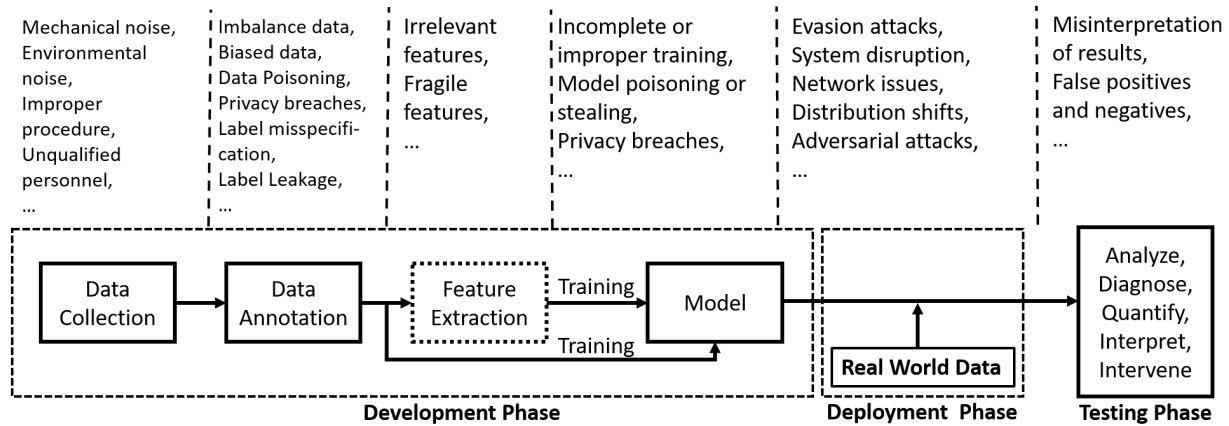 Mechanical noise,
Environmental
noise,
Improper
procedure,
Unqualified
personnel,
...
Imbalance data,
Biased data,
Data Poisoning,
Privacy breaches,
Label misspecifi-
cation,
Label Leakage,
...
Irrelevant
features,
Fragile
features,
...
Incomplete or
improper training,
Model poisoning or
stealing,
Privacy breaches,
...
Evasion attacks,
System disruption,
Network issues,
Distribution shifts,
Adversarial attacks,
...
Misinterpretation
of results,
False positives
and negatives,
...
Data
Collection
Data
Annotation
Feature
Extraction
Training
Training
Model
Real World Data
Analyze,
Diagnose,
Quantify,
Interpret,
Intervene
Development Phase
Deployment Phase
Testing Phase